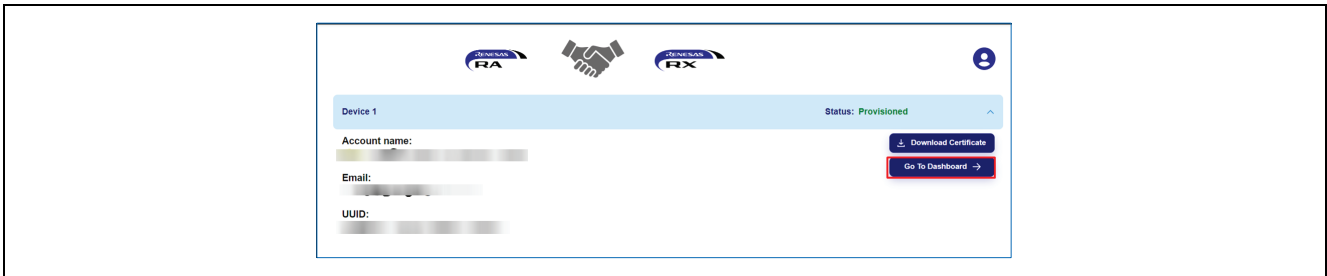 RENESAS
RA
RENESAS
RX
Device 1
Status: Provisioned
Account name:
Download Certificate
Go To Dashboard →
Email:
UUID: